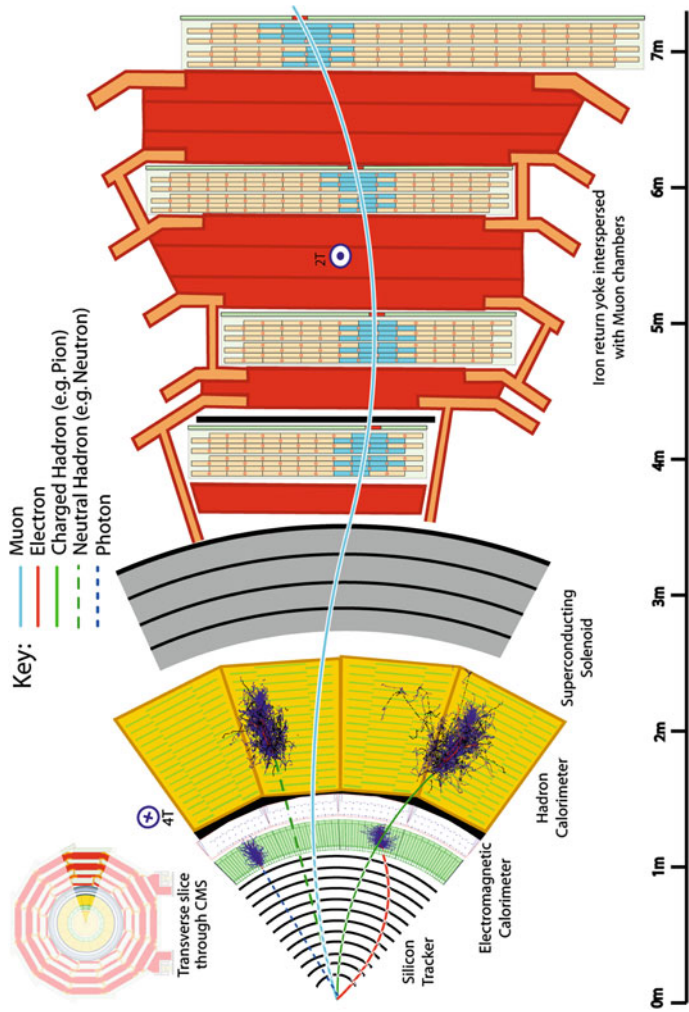 Key:
Muon
Electron
Charged Hadron (e.g. Pion)
Neutral Hadron (e.g. Neutron)
Photon
Transverse slice
through CMS
4T
2T
Silicon
Tracker
Electromagnetic
Calorimeter
Hadron
Calorimeter
Superconducting
Solenoid
Iron return yoke interspersed
with Muon chambers
0m
1m
2m
3m
4m
5m
6m
7m